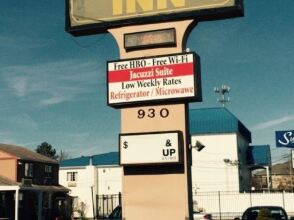 INN
Free HBO - Free Wi-Fi
Jacuzzi Suite
Low Weekly Rates
Refrigerator / Microwave
930
$ &
UP